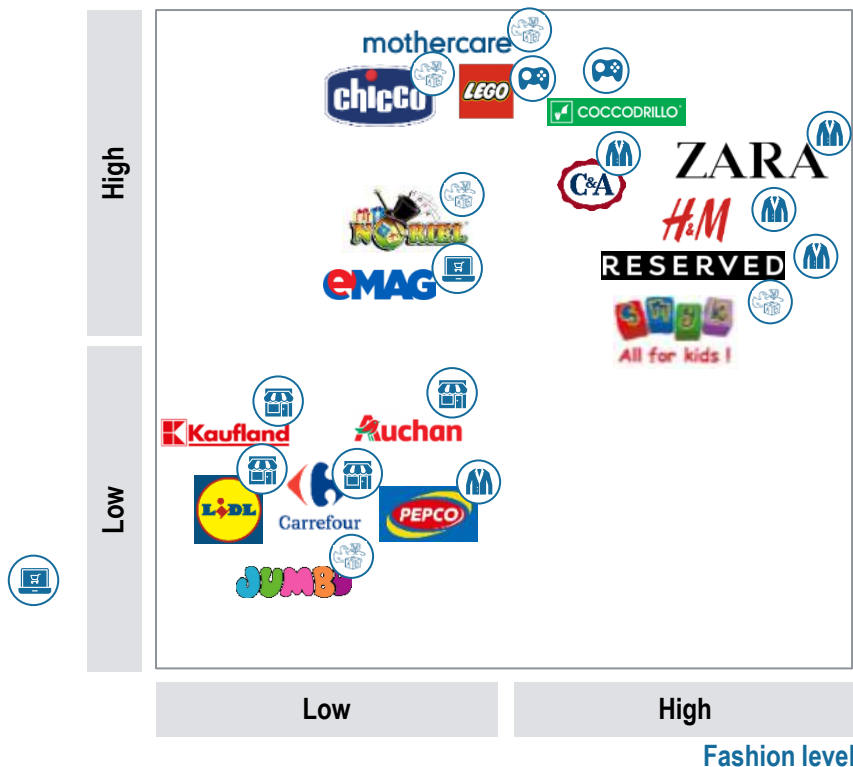 mothercare
chicco
LEGO
COCCODRILLO
High
C&A
ZARA
H&M
NORIEL
eMAG
RESERVED
smyk
All for kids !
Low
Kaufland
Auchan
LIDL
Carrefour
PEPCO
JUMBO
Low
High
Fashion level